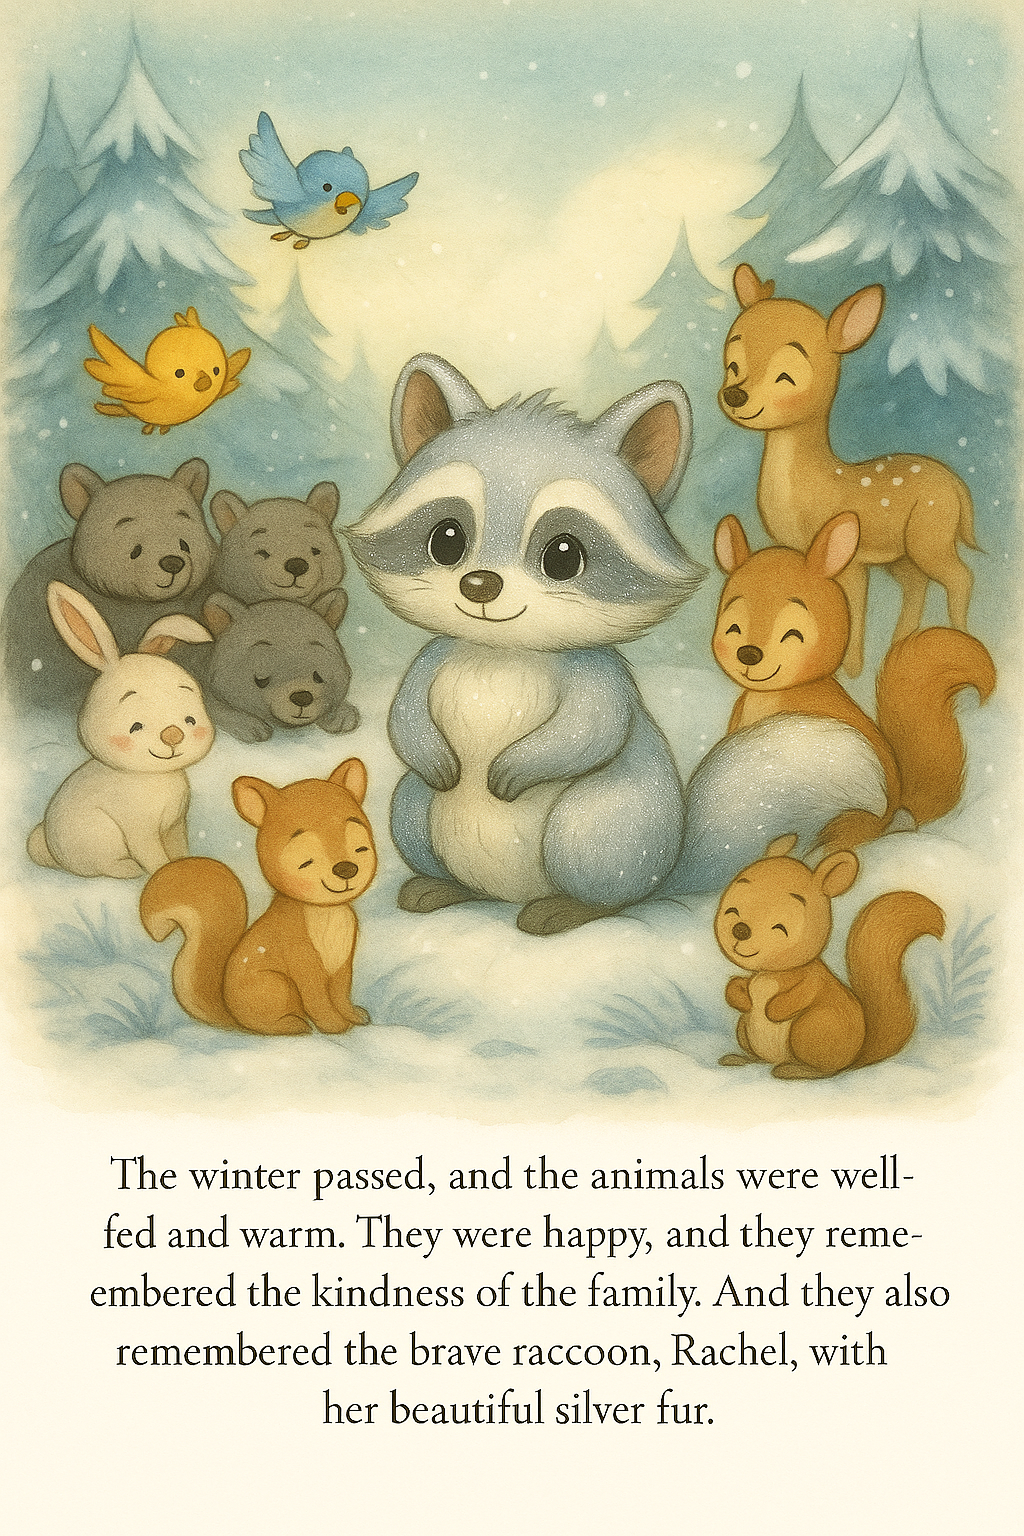 The winter passed, and the animals were well-
fed and warm. They were happy, and they reme-
embered the kindness of the family. And they also
remembered the brave raccoon, Rachel, with
her beautiful silver fur.